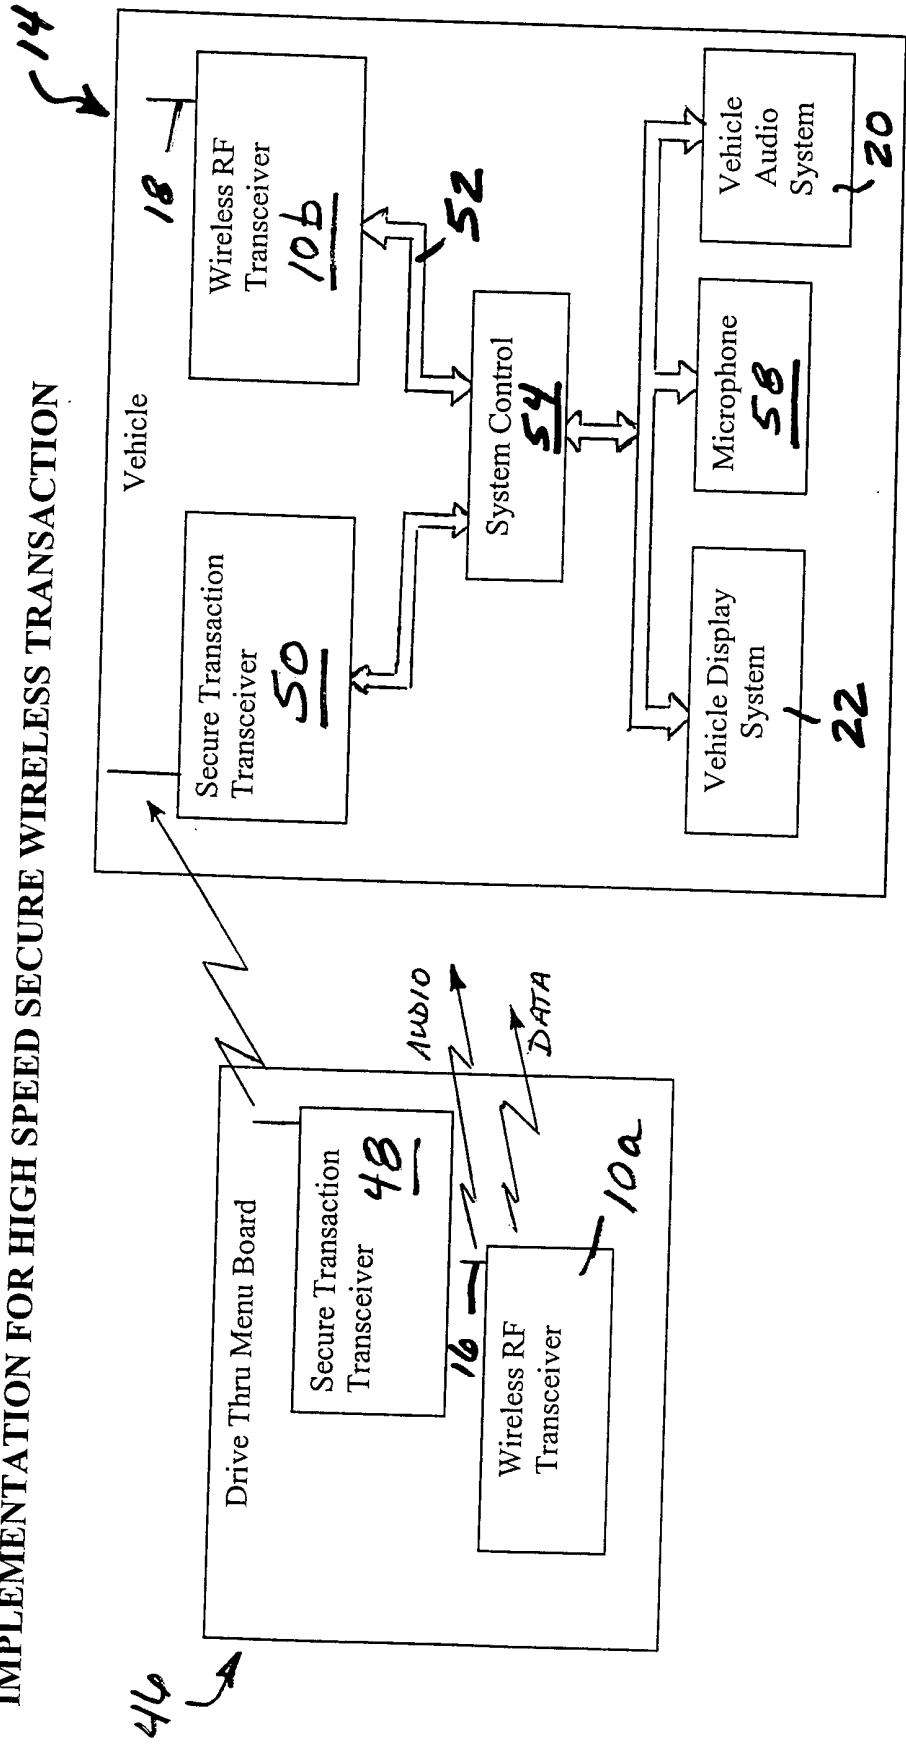 IMPLEMENTATION FOR HIGH SPEED SECURE WIRELESS TRANSACTION
46
Drive Thru Menu Board
Secure Transaction
Transceiver
48
16
Wireless RF
Transceiver
10a
AUDIO
DATA
14
Vehicle
Secure Transaction
Transceiver
50
18
Wireless RF
Transceiver
10b
52
System Control
54
Vehicle Display
System
22
Microphone
58
Vehicle
Audio
System
20